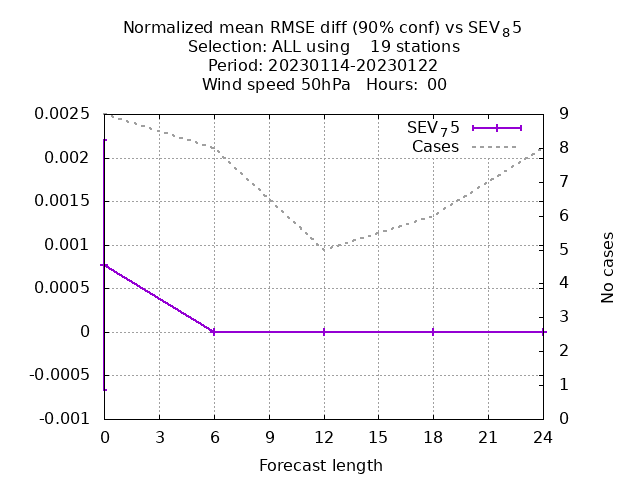 Normalized mean RMSE diff (90% conf) vs SEV₈5
Selection: ALL using    19 stations
Period: 20230114-20230122
Wind speed 50hPa   Hours:  00
0.0025
0.002
0.0015
0.001
0.0005
0
-0.0005
-0.001
SEV₇5
Cases
9
8
7
6
5
4
3
2
1
0
No cases
0 3 6 9 12 15 18 21 24
Forecast length